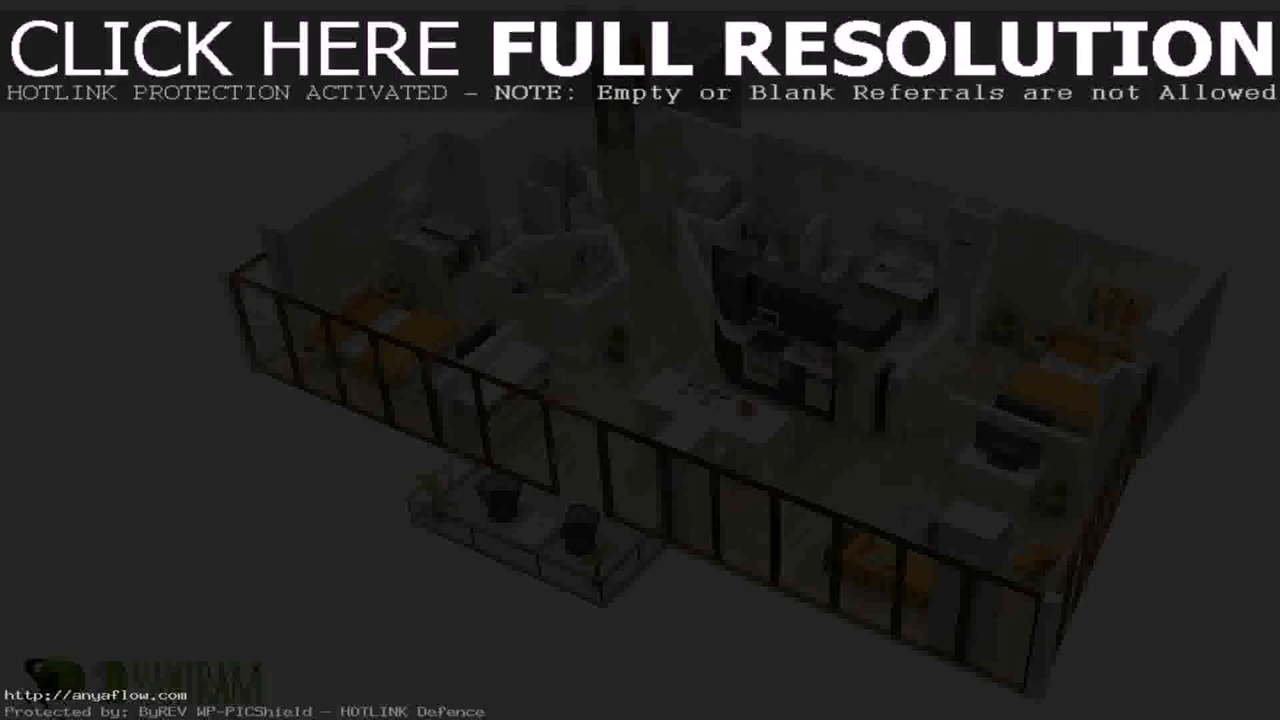 CLICK HERE FULL RESOLUTION
HOTLINK PROTECTION ACTIVATED - NOTE: Empty or Blank Referrals are not Allowed
http://anyaflow.com
Protected by: ByREV WP-PICShield - HOTLINK Defence